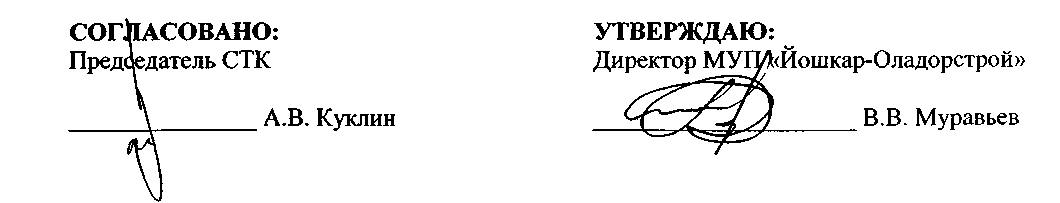 СОГЛАСОВАНО:
Председатель СТК
А.В. Куклин
УТВЕРЖДАЮ:
Директор МУП «Йошкар-Оладорстрой»
В.В. Муравьев